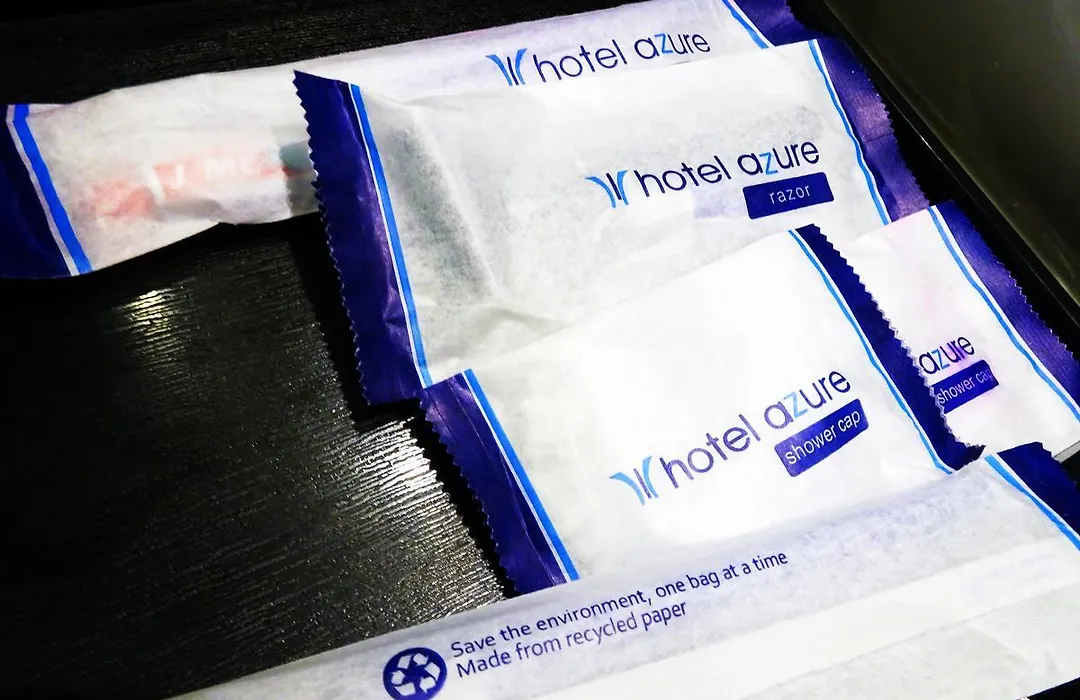 hotel azure
hotel azure
razor
hotel azure
shower cap
azure
shower cap
Save the environment, one bag at a time
Made from recycled paper